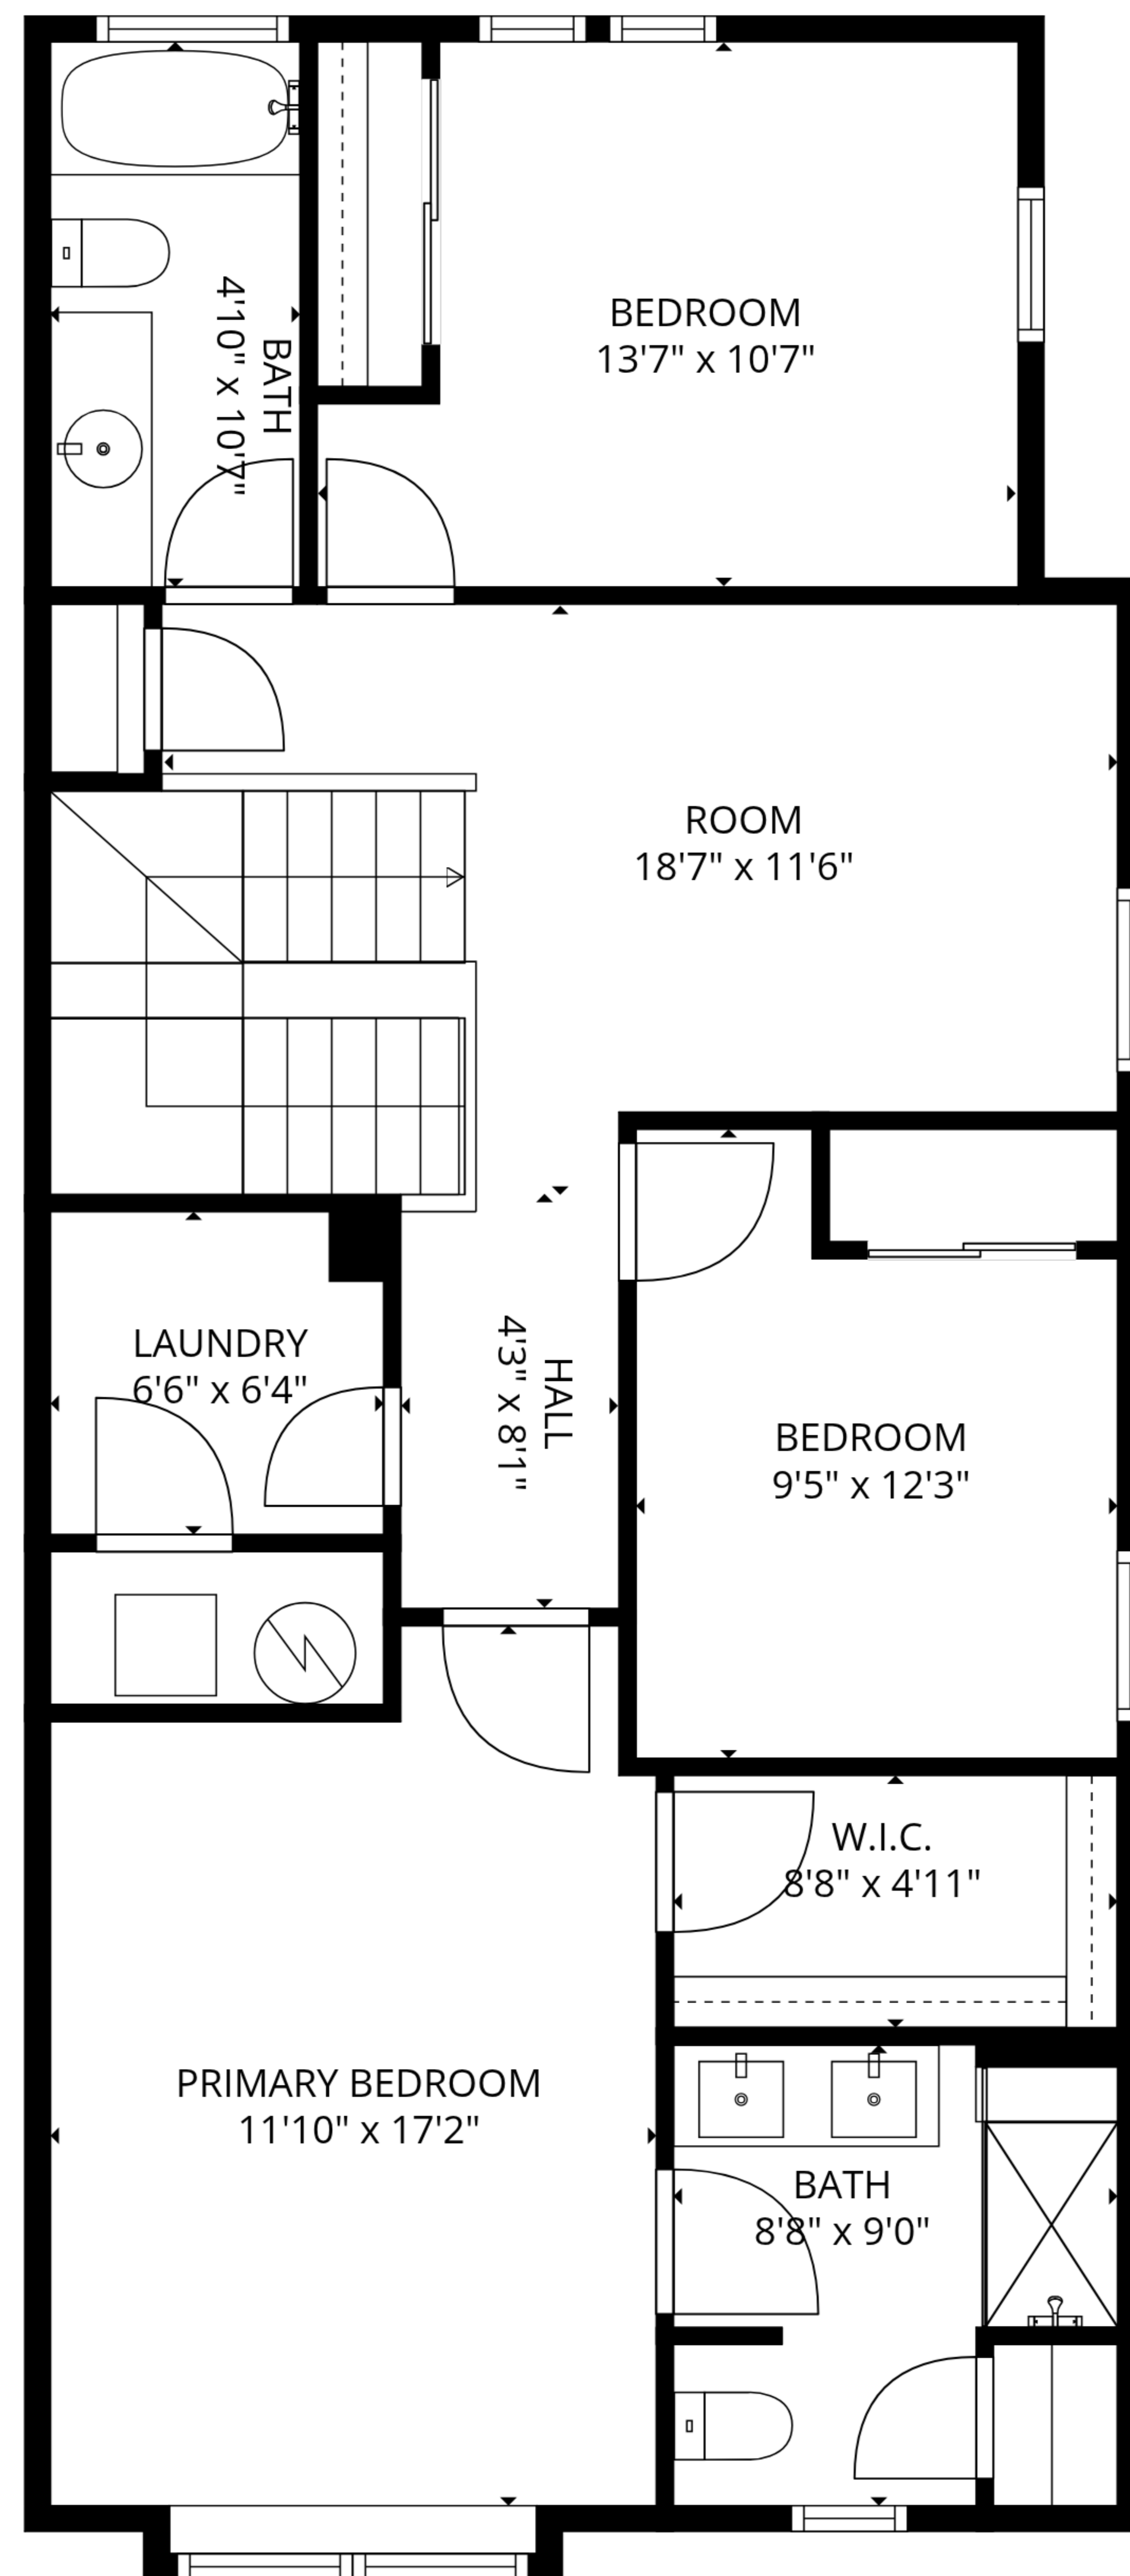 BEDROOM
13'7" x 10'7"
BATH
4'10" x 10'7"
ROOM
18'7" x 11'6"
LAUNDRY
6'6" x 6'4"
HALL
4'3" x 8'1"
BEDROOM
9'5" x 12'3"
W.I.C.
8'8" x 4'11"
PRIMARY BEDROOM
11'10" x 17'2"
BATH
8'8" x 9'0"